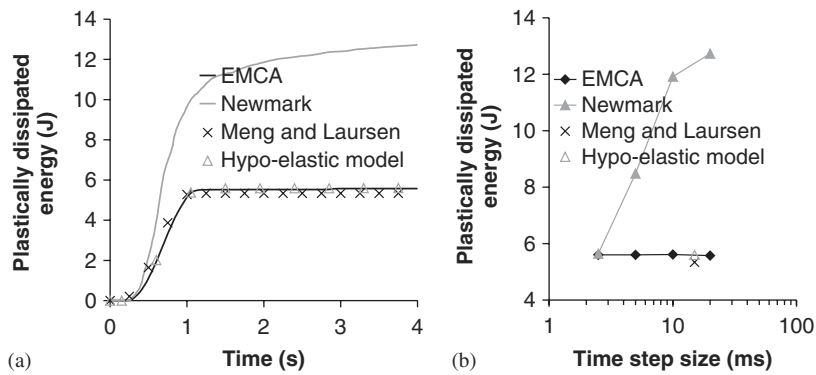 14
12
10
8
6
4
2
0
Plastically dissipated
energy (J)
EMCA
Newmark
Meng and Laursen
Hypo-elastic model
0
1
2
3
4
(a)
Time (s)
14
12
10
8
6
4
Plastically dissipated
energy (J)
EMCA
Newmark
Meng and Laursen
Hypo-elastic model
1
10
100
(b)
Time step size (ms)